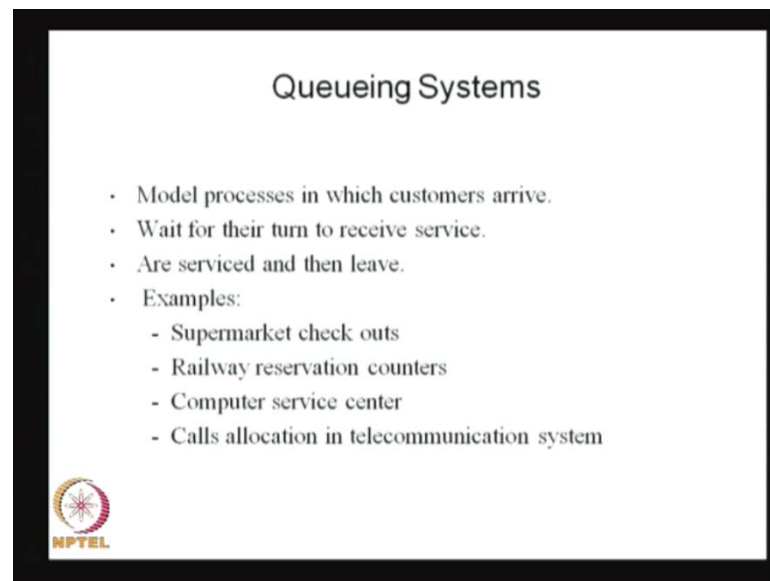 Queueing Systems
· Model processes in which customers arrive.
· Wait for their turn to receive service.
· Are serviced and then leave.
· Examples:
- Supermarket check outs
- Railway reservation counters
- Computer service center
- Calls allocation in telecommunication system
NPTEL